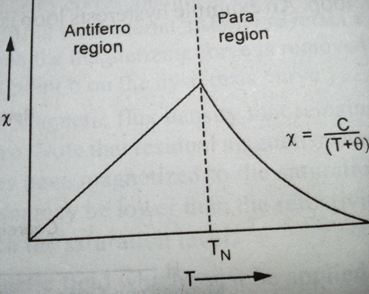 Antiferro
region
Para
region
χ
χ = C/(T+θ)
T_N
T